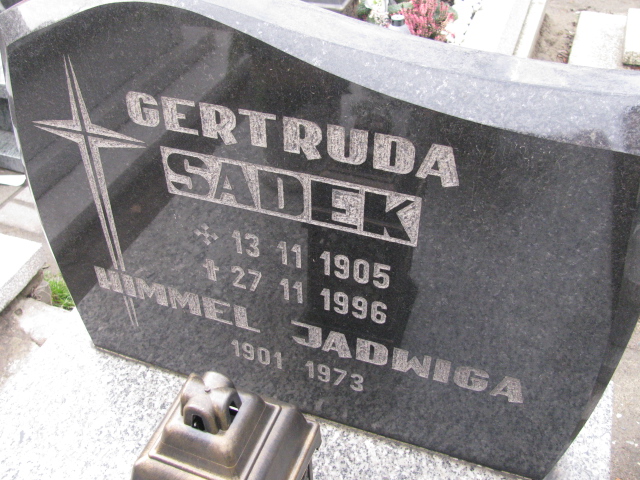 GERTRUDA
SADEK
13 11 1905
27 11 1996
HIMMEL JADWIGA
1901 1973